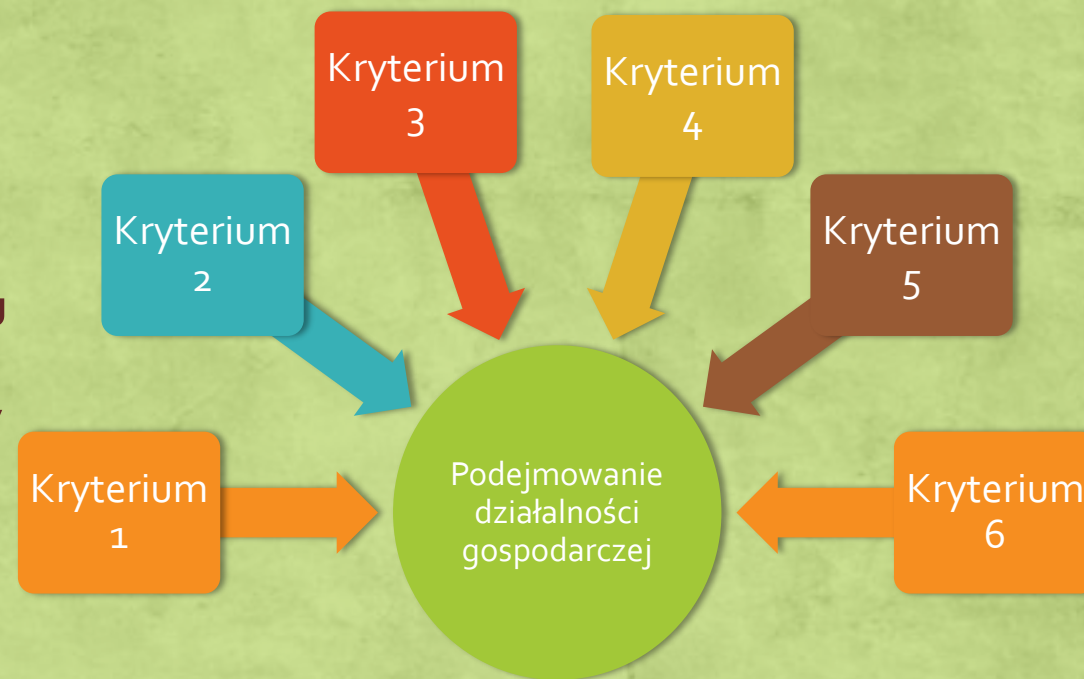 Kryterium
1
Kryterium
2
Kryterium
3
Kryterium
4
Kryterium
5
Kryterium
6
Podejmowanie
działalności
gospodarczej